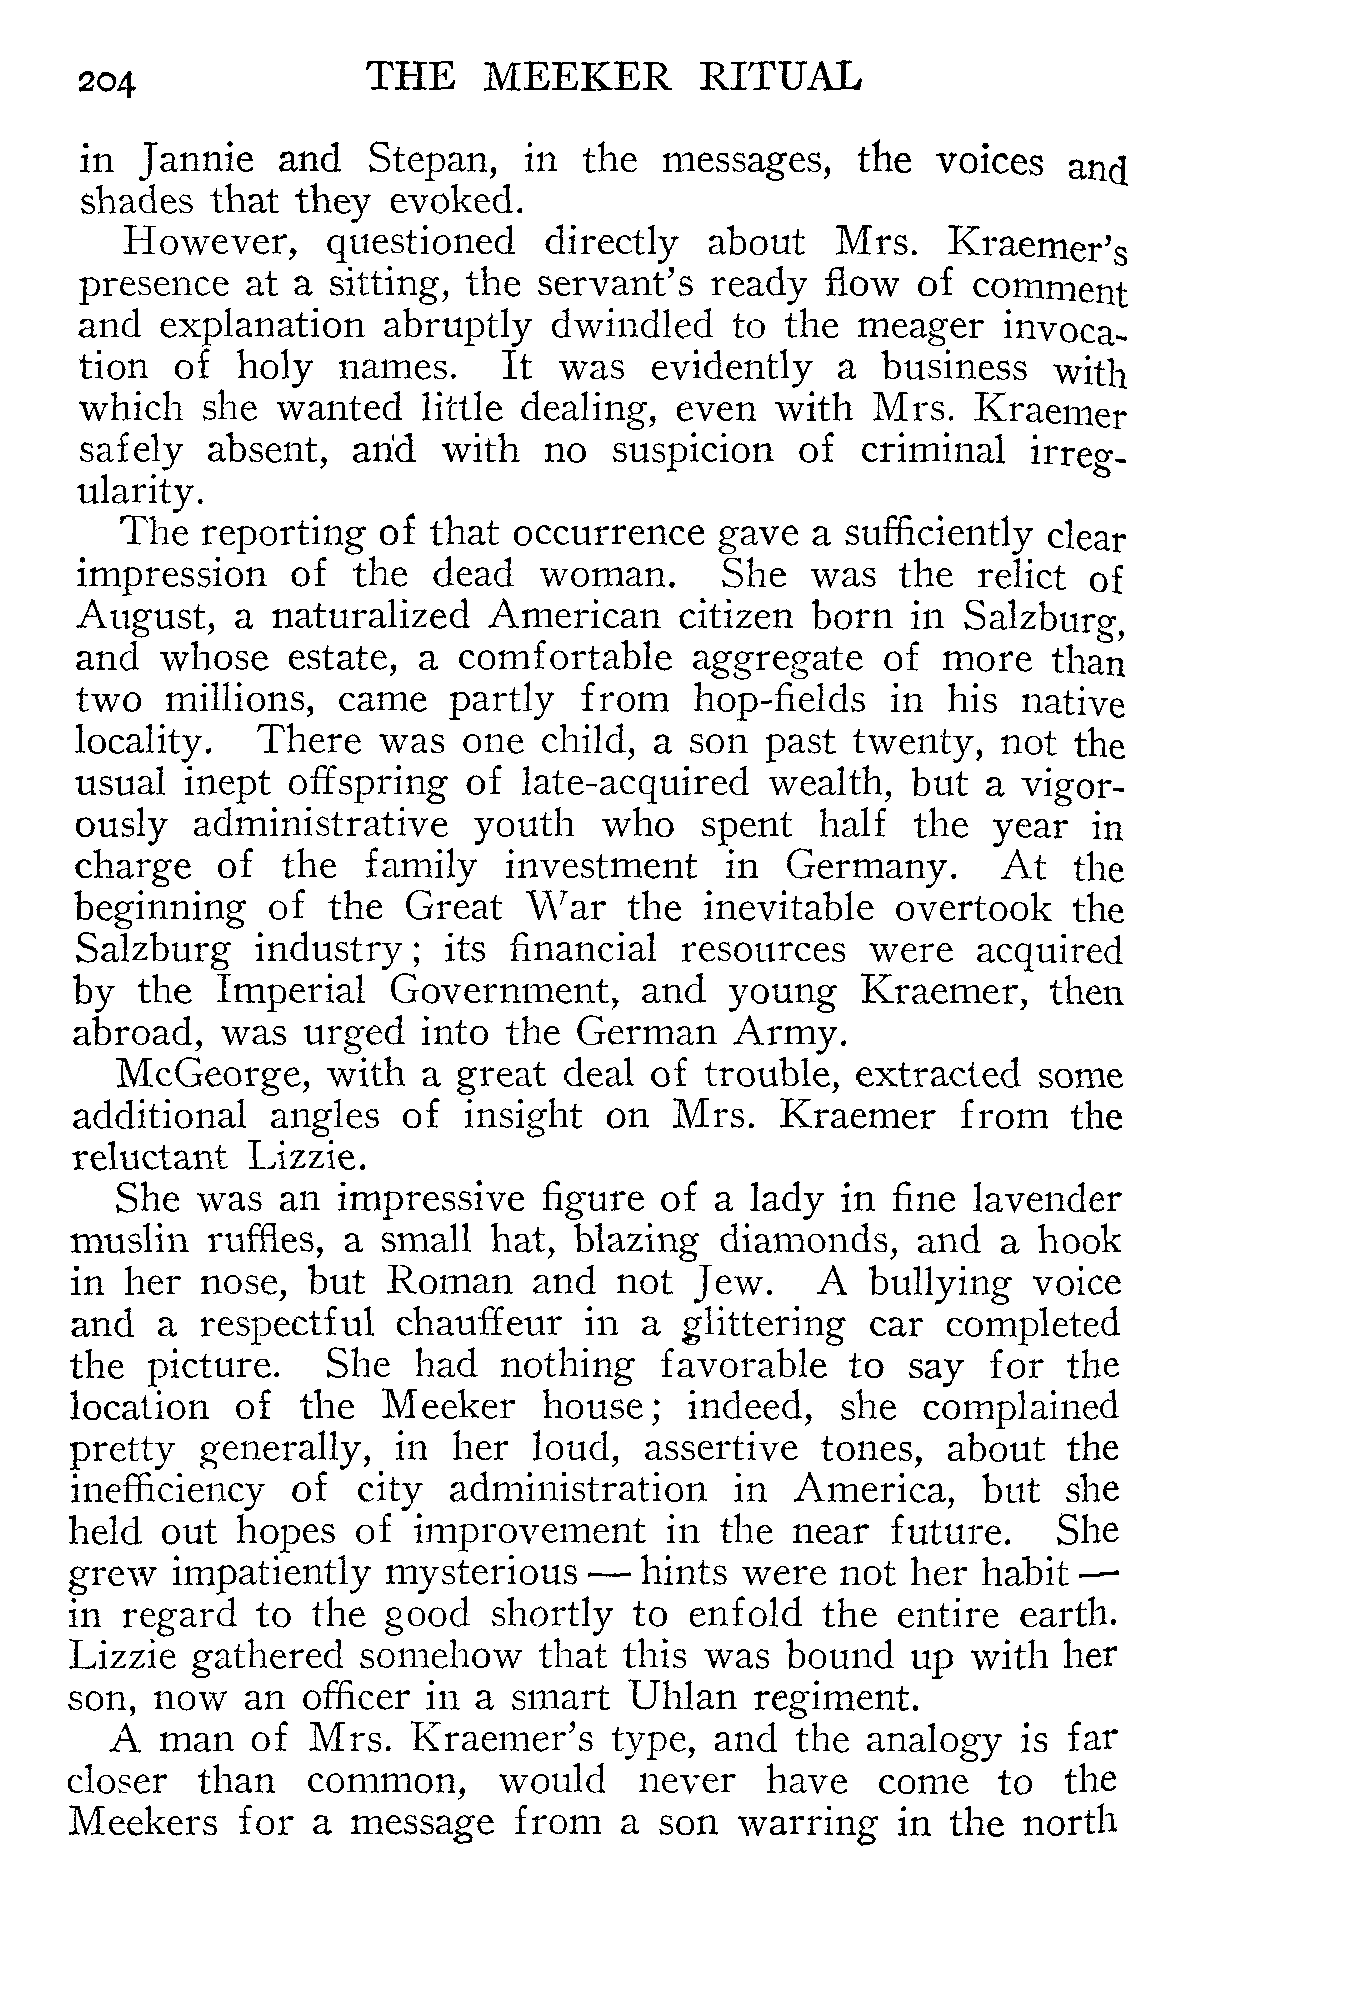 204 THE MEEKER RITUAL
in Jannie and Stepan, in the messages, the voices and
shades that they evoked.
However, questioned directly about Mrs. Kraemer's
presence at a sitting, the servant's ready flow of comment
and explanation abruptly dwindled to the meager invoca-
tion of holy names. It was evidently a business with
which she wanted little dealing, even with Mrs. Kraemer
safely absent, and with no suspicion of criminal irreg-
ularity.
The reporting of that occurrence gave a sufficiently clear
impression of the dead woman. She was the relict of
August, a naturalized American citizen born in Salzburg,
and whose estate, a comfortable aggregate of more than
two millions, came partly from hop-fields in his native
locality. There was one child, a son past twenty, not the
usual inept offspring of late-acquired wealth, but a vigor-
ously administrative youth who spent half the year in
charge of the family investment in Germany. At the
beginning of the Great War the inevitable overtook the
Salzburg industry; its financial resources were acquired
by the Imperial Government, and young Kraemer, then
abroad, was urged into the German Army.
McGeorge, with a great deal of trouble, extracted some
additional angles of insight on Mrs. Kraemer from the
reluctant Lizzie.
She was an impressive figure of a lady in fine lavender
muslin ruffles, a small hat, blazing diamonds, and a hook
in her nose, but Roman and not Jew. A bullying voice
and a respectful chauffeur in a glittering car completed
the picture. She had nothing favorable to say for the
location of the Meeker house; indeed, she complained
pretty generally, in her loud, assertive tones, about the
inefficiency of city administration in America, but she
held out hopes of improvement in the near future. She
grew impatiently mysterious — hints were not her habit —
in regard to the good shortly to enfold the entire earth.
Lizzie gathered somehow that this was bound up with her
son, now an officer in a smart Uhlan regiment.
A man of Mrs. Kraemer's type, and the analogy is far
closer than common, would never have come to the
Meekers for a message from a son warring in the north